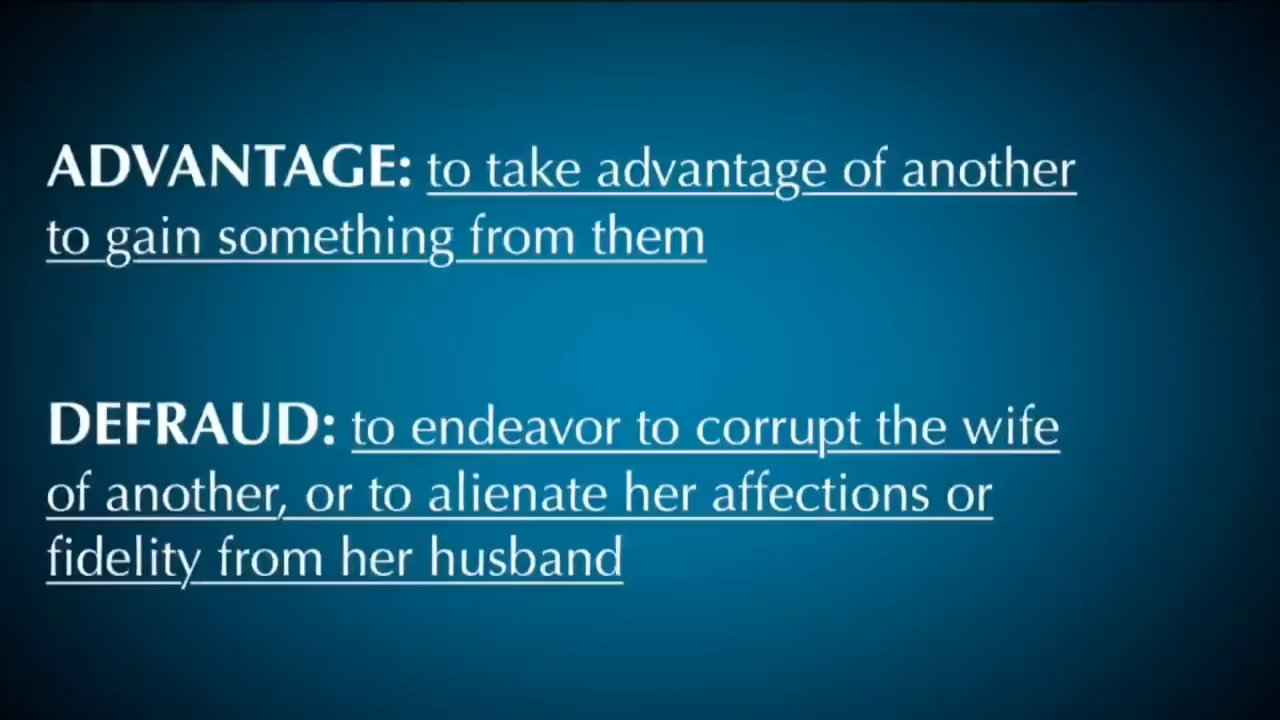 ADVANTAGE: to take advantage of another
to gain something from them
DEFRAUD: to endeavor to corrupt the wife
of another, or to alienate her affections or
fidelity from her husband